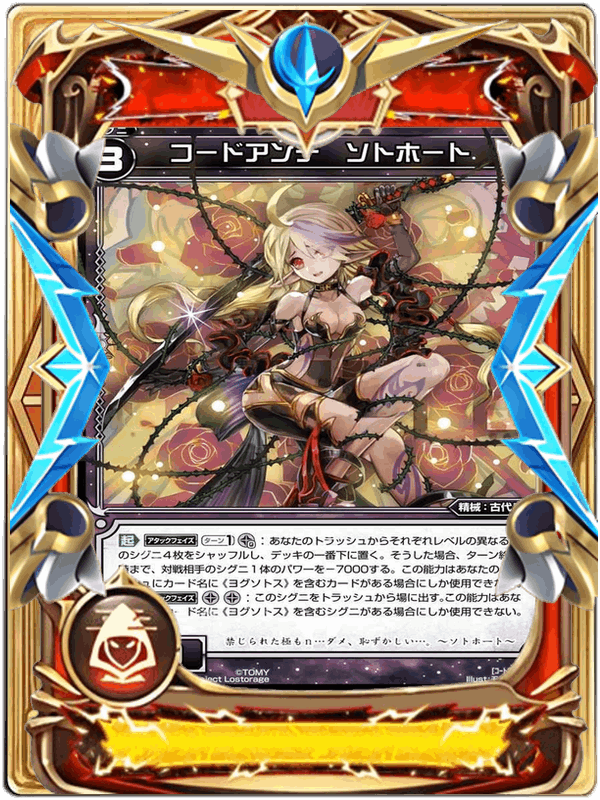 3
コードアンチ ソトホート
精械：古代
起 アタックフェイズ ターン1：あなたのトラッシュからそれぞれレベルの異なる
のシグニ4枚をシャッフルし、デッキの一番下に置く。そうした場合、ターン終
時まで、対戦相手のシグニ1体のパワーを－7000する。この能力はあなたの
にカード名に《ヨグソトス》を含むカードがある場合にしか使用できない
ックフェイズ：このシグニをトラッシュから場に出す。この能力はあな
ード名に《ヨグソトス》を含むシグニがある場合にしか使用できない。
禁じられた極もn…ダメ、恥ずかしい…。～ソトホート～
©TOMY
ject Lostorage
[コート
Illust: